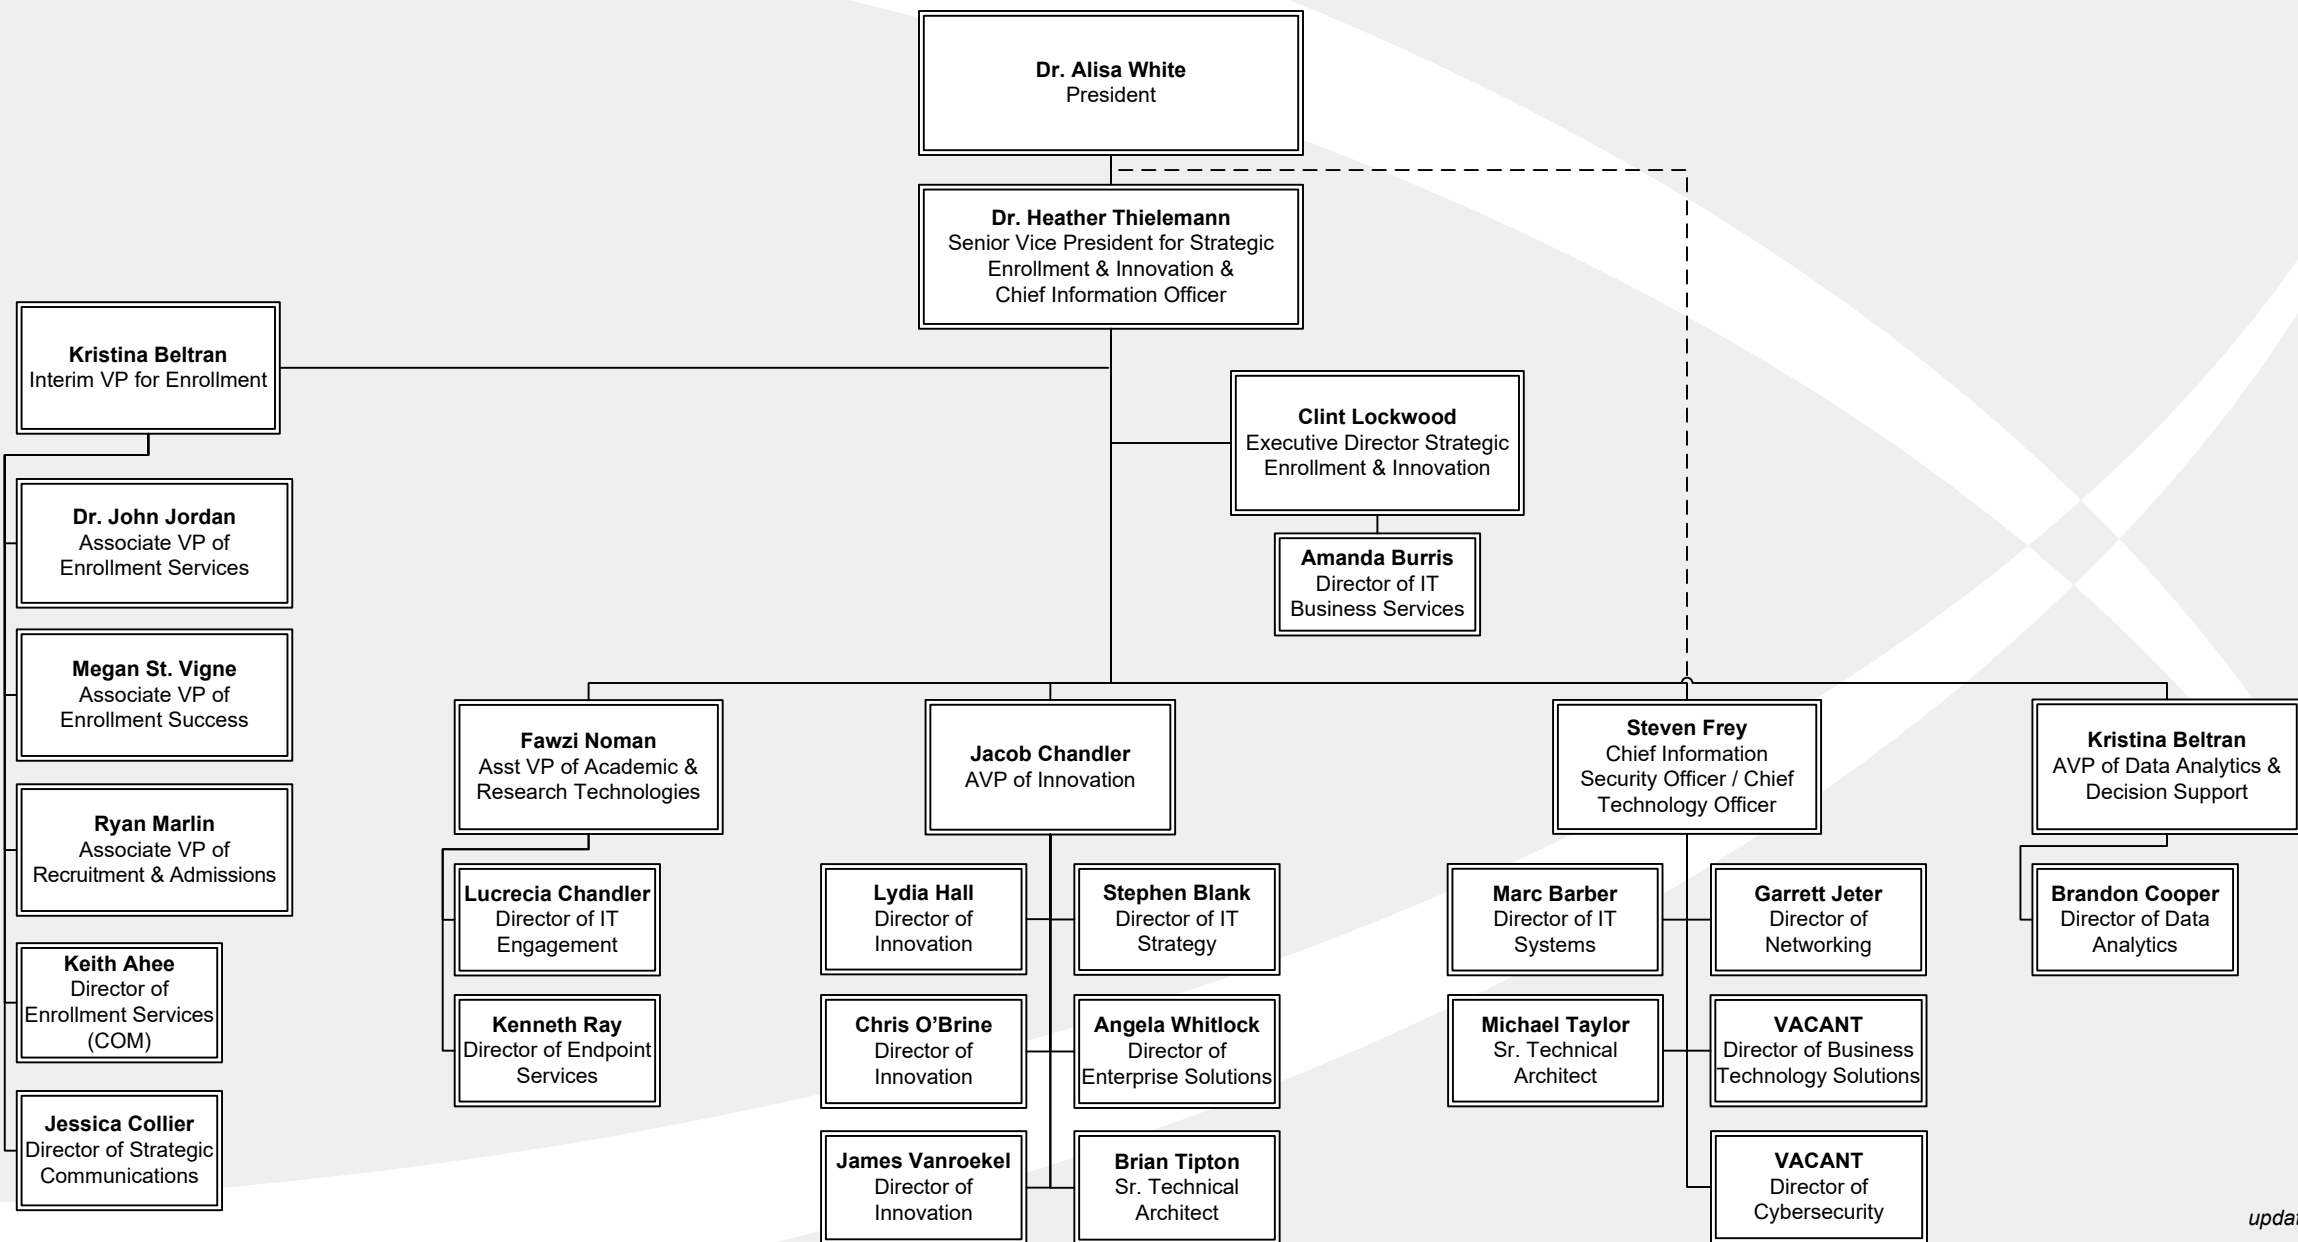 Dr. Alisa White
President
Dr. Heather Thielemann
Senior Vice President for Strategic
Enrollment & Innovation &
Chief Information Officer
Kristina Beltran
Interim VP for Enrollment
Clint Lockwood
Executive Director Strategic
Enrollment & Innovation
Amanda Burris
Director of IT
Business Services
Dr. John Jordan
Associate VP of
Enrollment Services
Megan St. Vigne
Associate VP of
Enrollment Success
Ryan Marlin
Associate VP of
Recruitment & Admissions
Keith Ahee
Director of
Enrollment Services
(COM)
Jessica Collier
Director of Strategic
Communications
Fawzi Noman
Asst VP of Academic &
Research Technologies
Lucrecia Chandler
Director of IT
Engagement
Kenneth Ray
Director of Endpoint
Services
Jacob Chandler
AVP of Innovation
Lydia Hall
Director of
Innovation
Stephen Blank
Director of IT
Strategy
Chris O’Brine
Director of
Innovation
Angela Whitlock
Director of
Enterprise Solutions
James Vanroekel
Director of
Innovation
Brian Tipton
Sr. Technical
Architect
Steven Frey
Chief Information
Security Officer / Chief
Technology Officer
Marc Barber
Director of IT
Systems
Garrett Jeter
Director of
Networking
Michael Taylor
Sr. Technical
Architect
VACANT
Director of Business
Technology Solutions
VACANT
Director of
Cybersecurity
Kristina Beltran
AVP of Data Analytics &
Decision Support
Brandon Cooper
Director of Data
Analytics